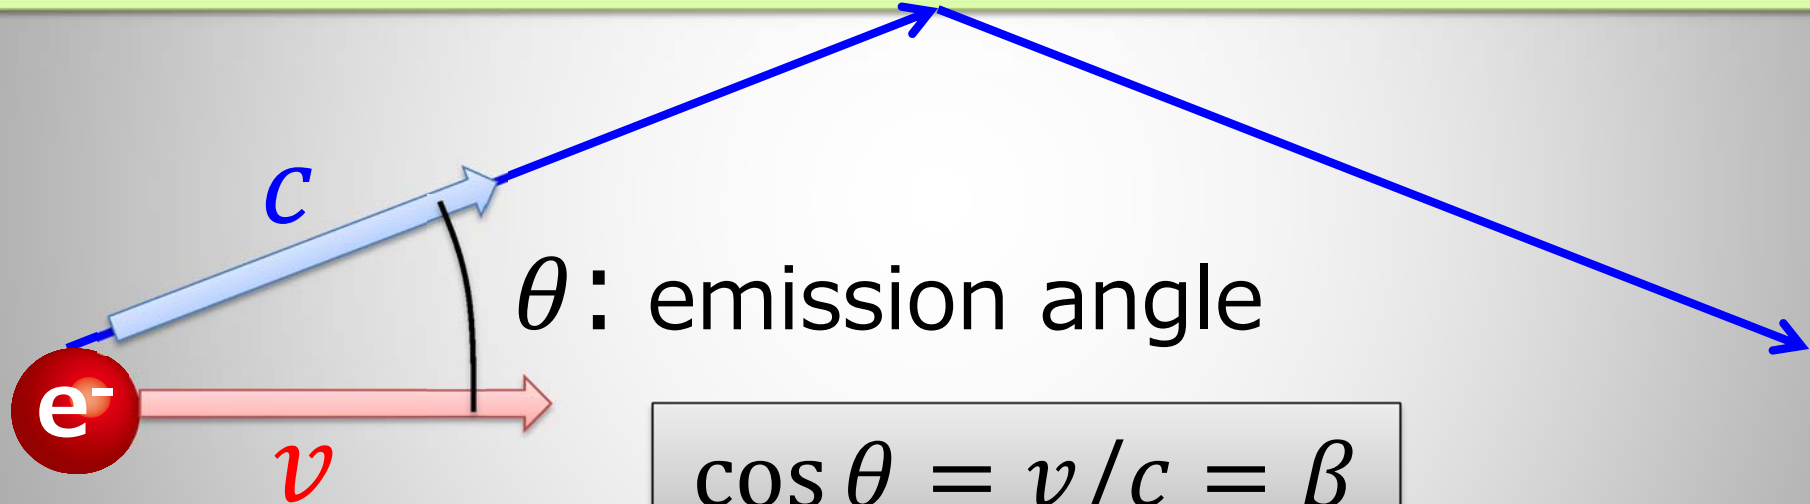 c
θ: emission angle
e⁻
v
cos θ = v/c = β